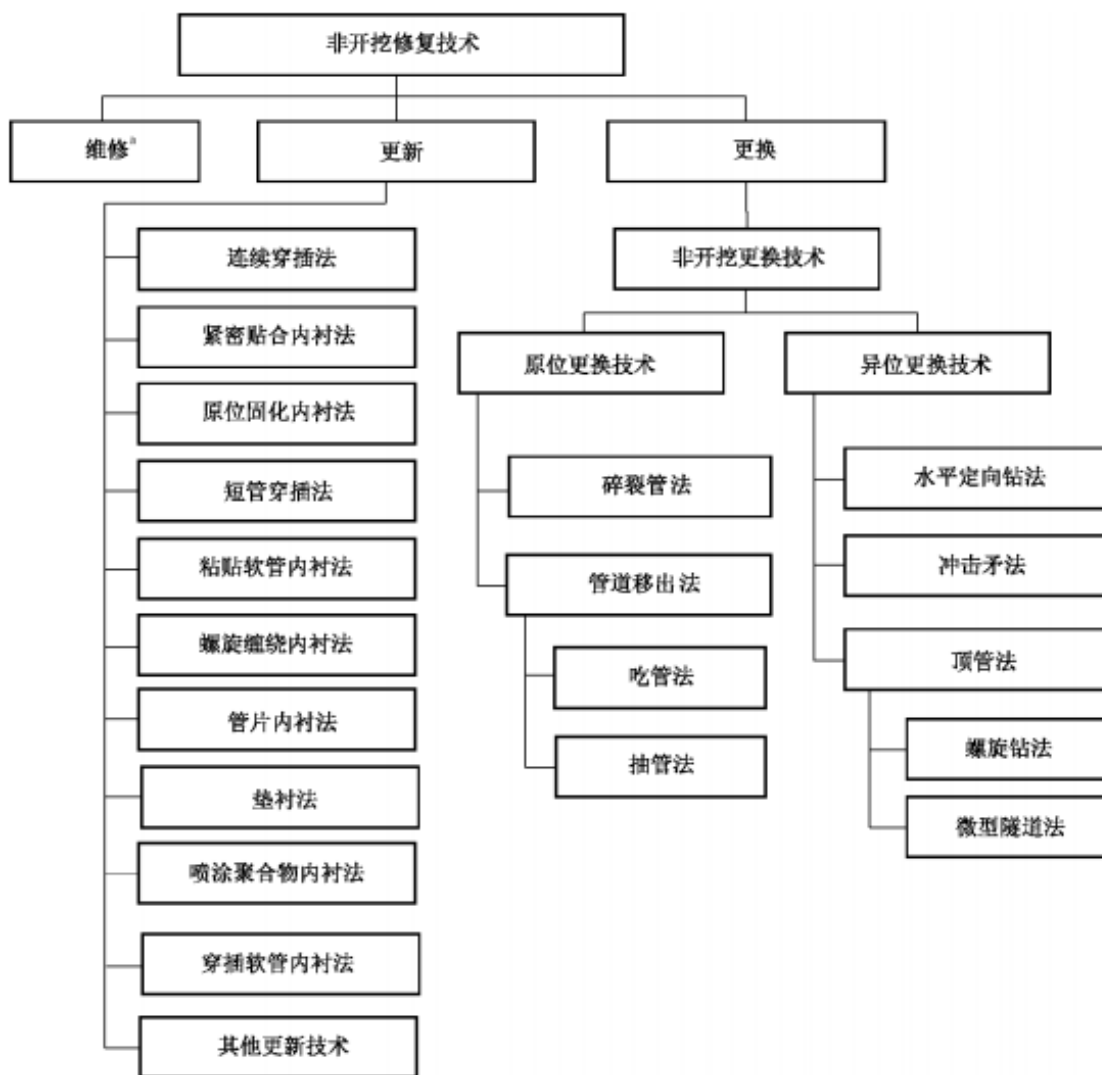 非开挖修复技术
维修a
更新
更换
连续穿插法
紧密贴合内衬法
原位固化内衬法
短管穿插法
粘贴软管内衬法
螺旋缠绕内衬法
管片内衬法
垫衬法
喷涂聚合物内衬法
穿插软管内衬法
其他更新技术
非开挖更换技术
原位更换技术
碎裂管法
管道移出法
吃管法
抽管法
异位更换技术
水平定向钻法
冲击矛法
顶管法
螺旋钻法
微型隧道法